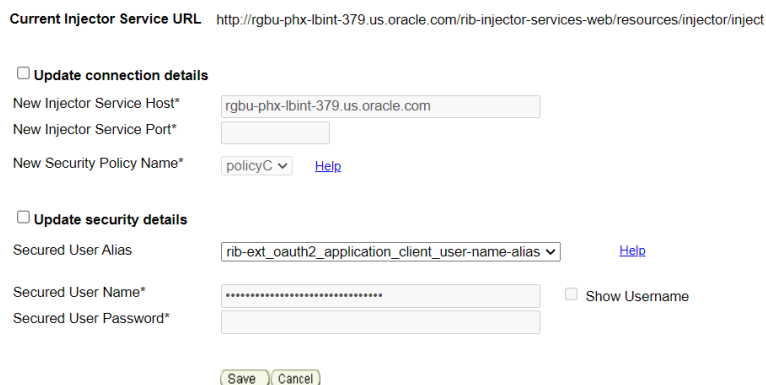 Current Injector Service URL http://rgbu-phx-lbint-379.us.oracle.com/rib-injector-services-web/resources/injector/inject
Update connection details
New Injector Service Host* rgbu-phx-lbint-379.us.oracle.com
New Injector Service Port*
New Security Policy Name* policyC Help
Update security details
Secured User Alias rib-ext_oauth2_application_client_user-name-alias Help
Secured User Name* •••••••••••••••••••••••••••••••• Show Username
Secured User Password*
Save Cancel